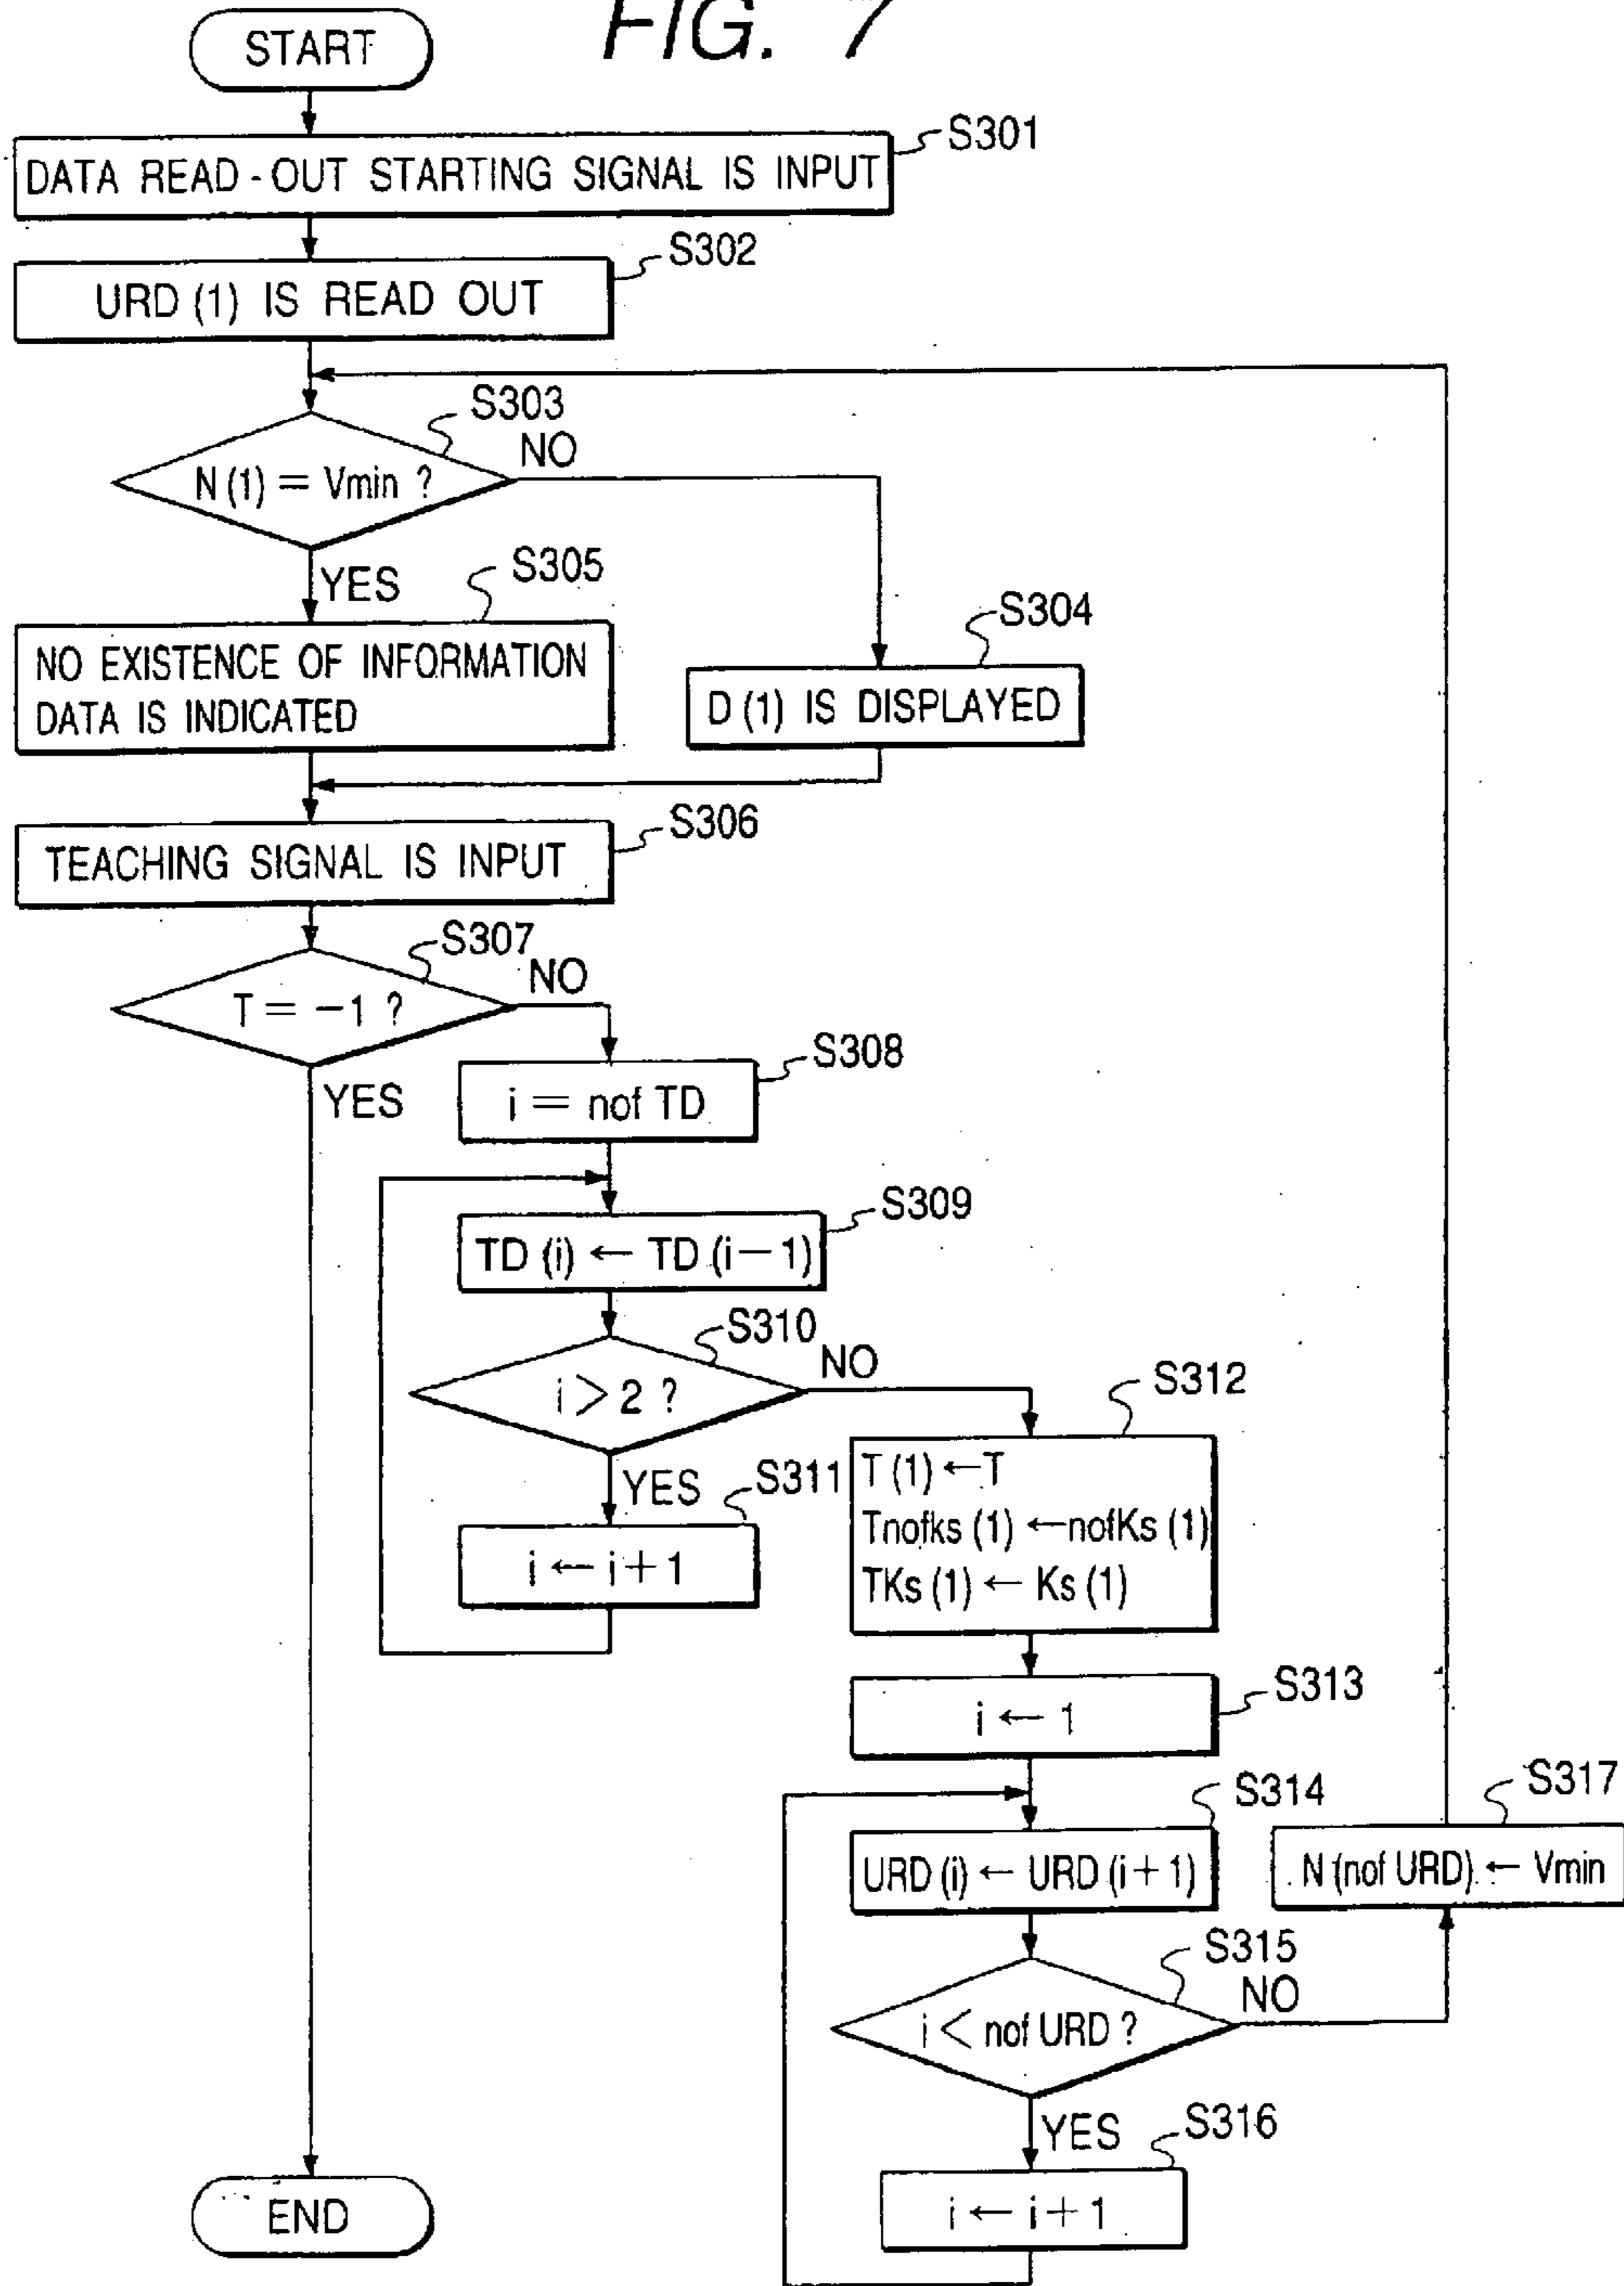 FIG. 7
START
S301
DATA READ-OUT STARTING SIGNAL IS INPUT
S302
URD (1) IS READ OUT
S303
N (1) = Vmin ?
NO
YES
S305
NO EXISTENCE OF INFORMATION
DATA IS INDICATED
S304
D (1) IS DISPLAYED
S306
TEACHING SIGNAL IS INPUT
S307
T = −1 ?
NO
YES
S308
i = nof TD
S309
TD (i) ← TD (i−1)
S310
i > 2 ?
NO
YES
S311
i ← i+1
S312
T (1) ← T
Tnofks (1) ← nofKs (1)
TKs (1) ← Ks (1)
S313
i ← 1
S314
URD (i) ← URD (i+1)
S317
N (nof URD) ← Vmin
S315
i < nof URD ?
NO
YES
S316
i ← i+1
END